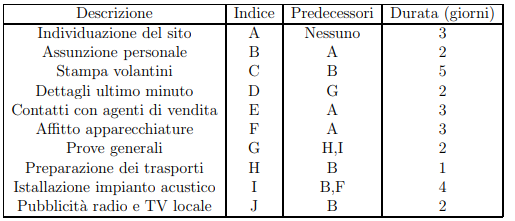 Descrizione Indice Predecessori Durata (giorni)
Individuazione del sito A Nessuno 3
Assunzione personale B A 2
Stampa volantini C B 5
Dettagli ultimo minuto D G 2
Contatti con agenti di vendita E A 3
Affitto apparecchiature F A 3
Prove generali G H,I 2
Preparazione dei trasporti H B 1
Istallazione impianto acustico I B,F 4
Pubblicità radio e TV locale J B 2